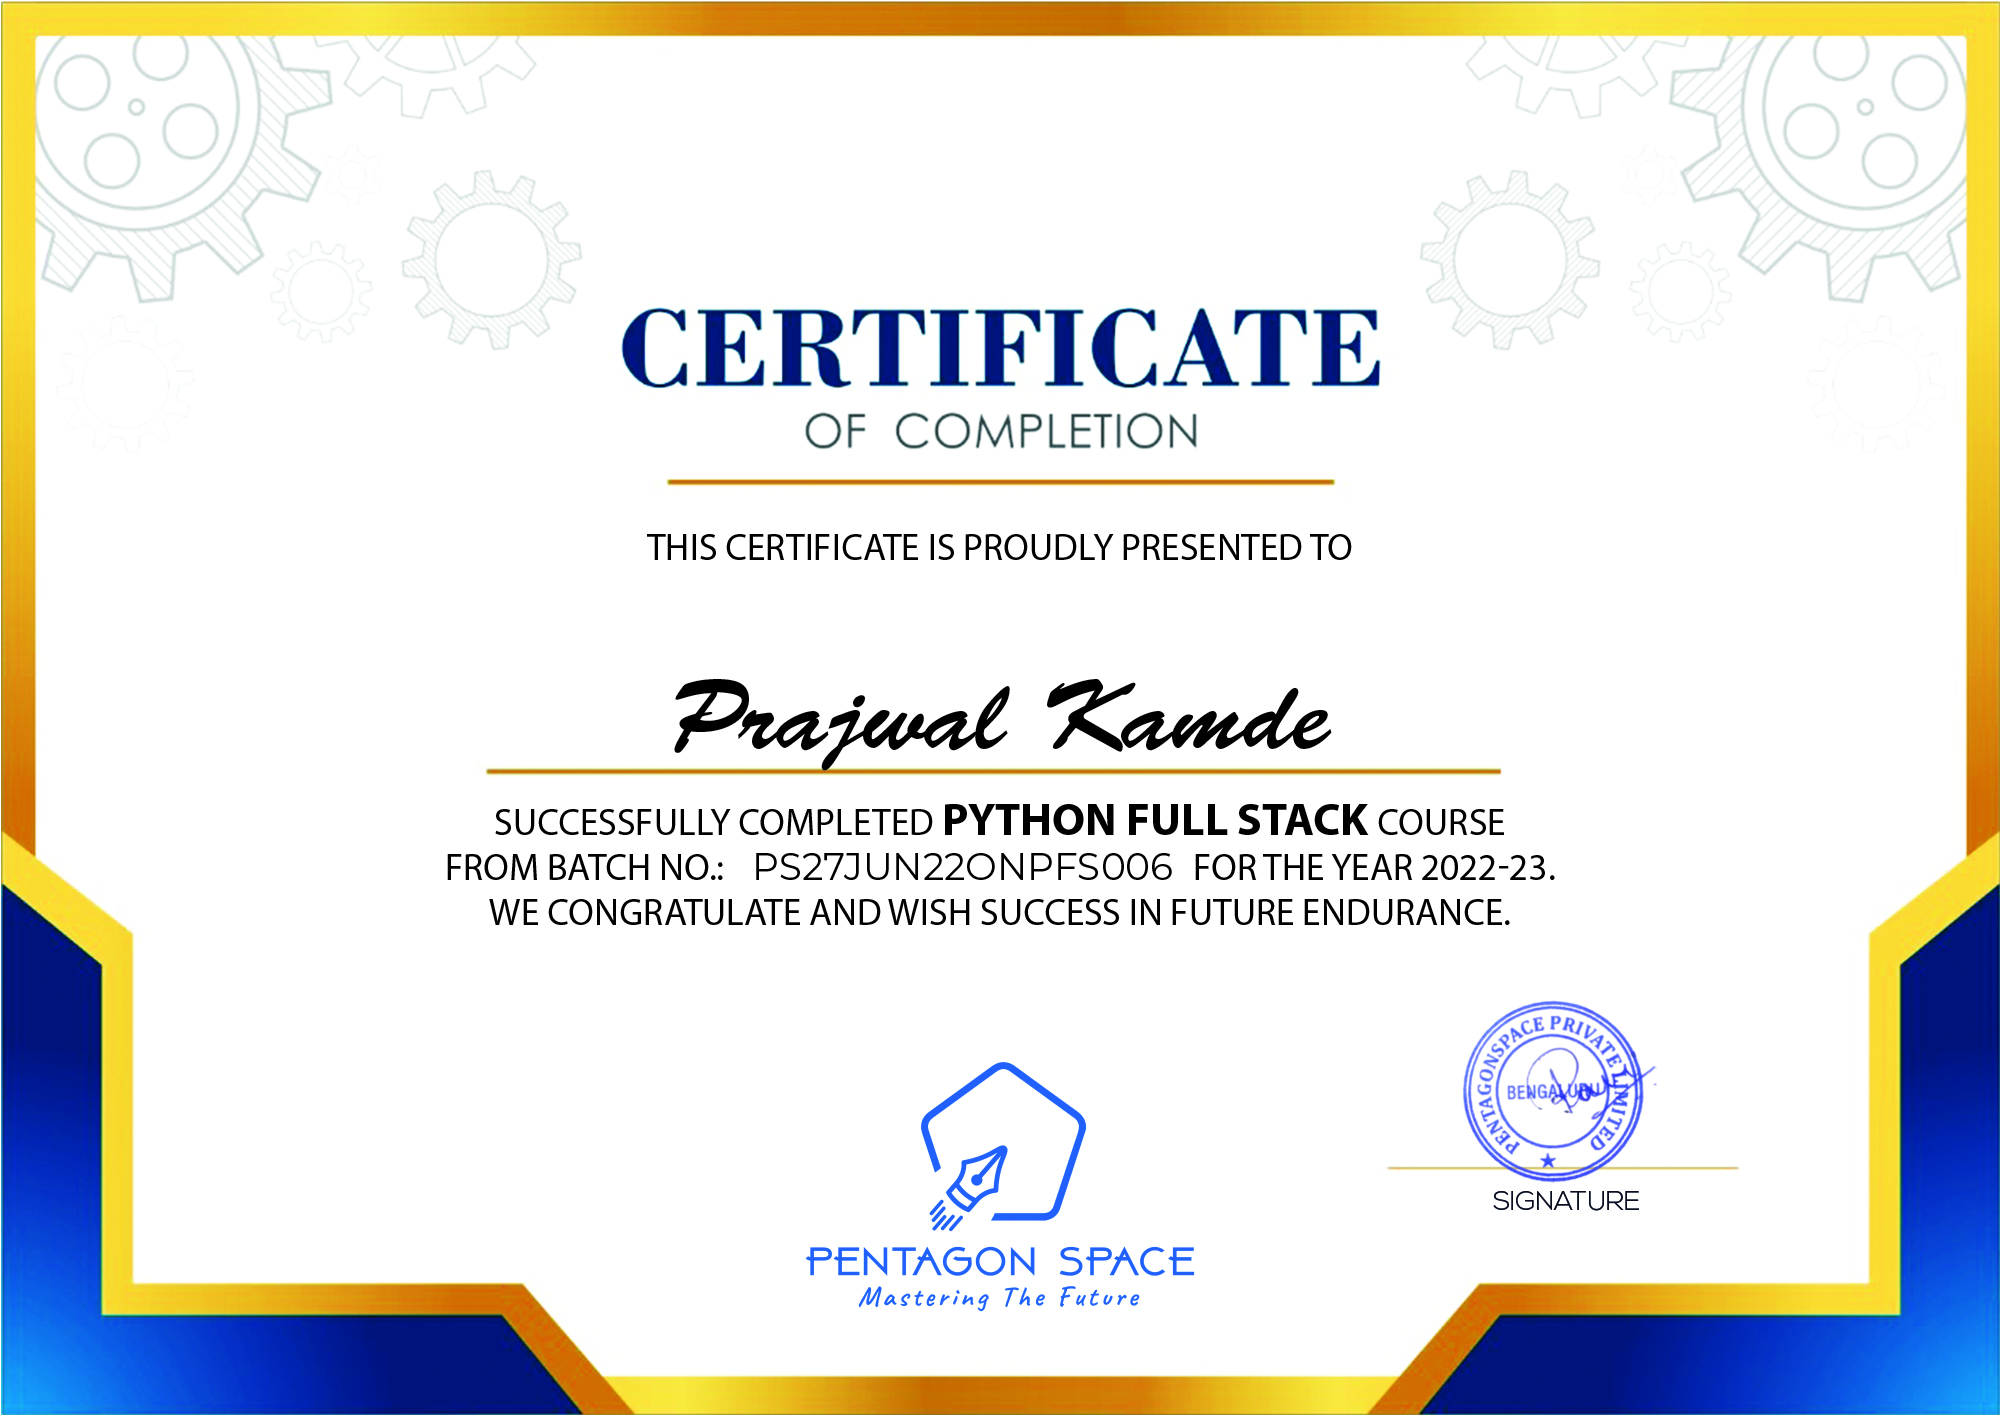 CERTIFICATE
OF COMPLETION
THIS CERTIFICATE IS PROUDLY PRESENTED TO
Prajwal Kamde
SUCCESSFULLY COMPLETED PYTHON FULL STACK COURSE
FROM BATCH NO.: PS27JUN22ONPFS006 FOR THE YEAR 2022-23.
WE CONGRATULATE AND WISH SUCCESS IN FUTURE ENDURANCE.
PENTAGONSPACE PRIVATE LIMITED
BENGALURU
SIGNATURE
PENTAGON SPACE
Mastering The Future